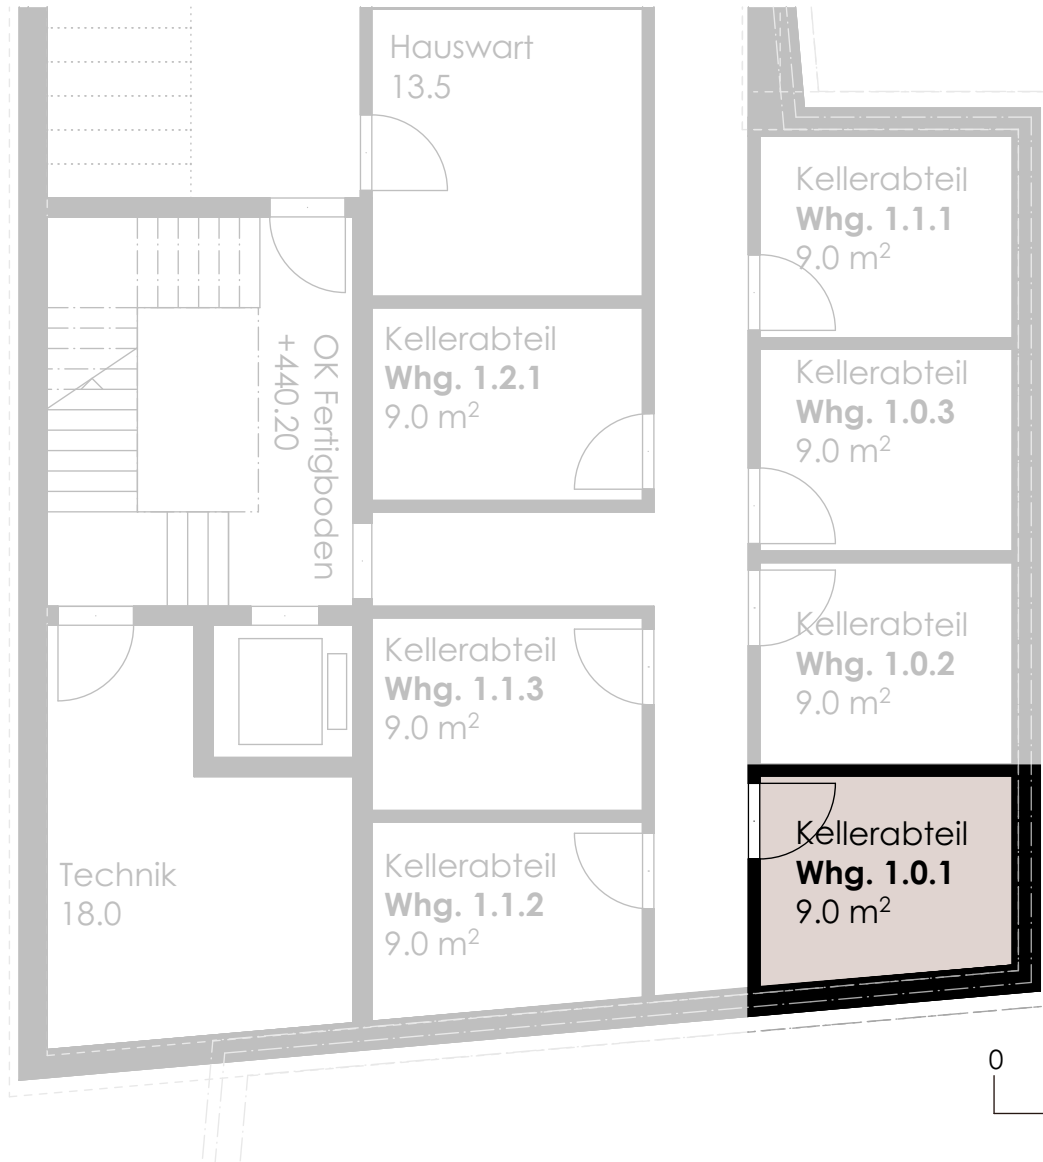 Hauswart
13.5
Kellerabteil
Whg. 1.1.1
9.0 m²
OK Fertigboden
+440.20
Kellerabteil
Whg. 1.2.1
9.0 m²
Kellerabteil
Whg. 1.0.3
9.0 m²
Kellerabteil
Whg. 1.1.3
9.0 m²
Kellerabteil
Whg. 1.0.2
9.0 m²
Technik
18.0
Kellerabteil
Whg. 1.1.2
9.0 m²
Kellerabteil
Whg. 1.0.1
9.0 m²
0